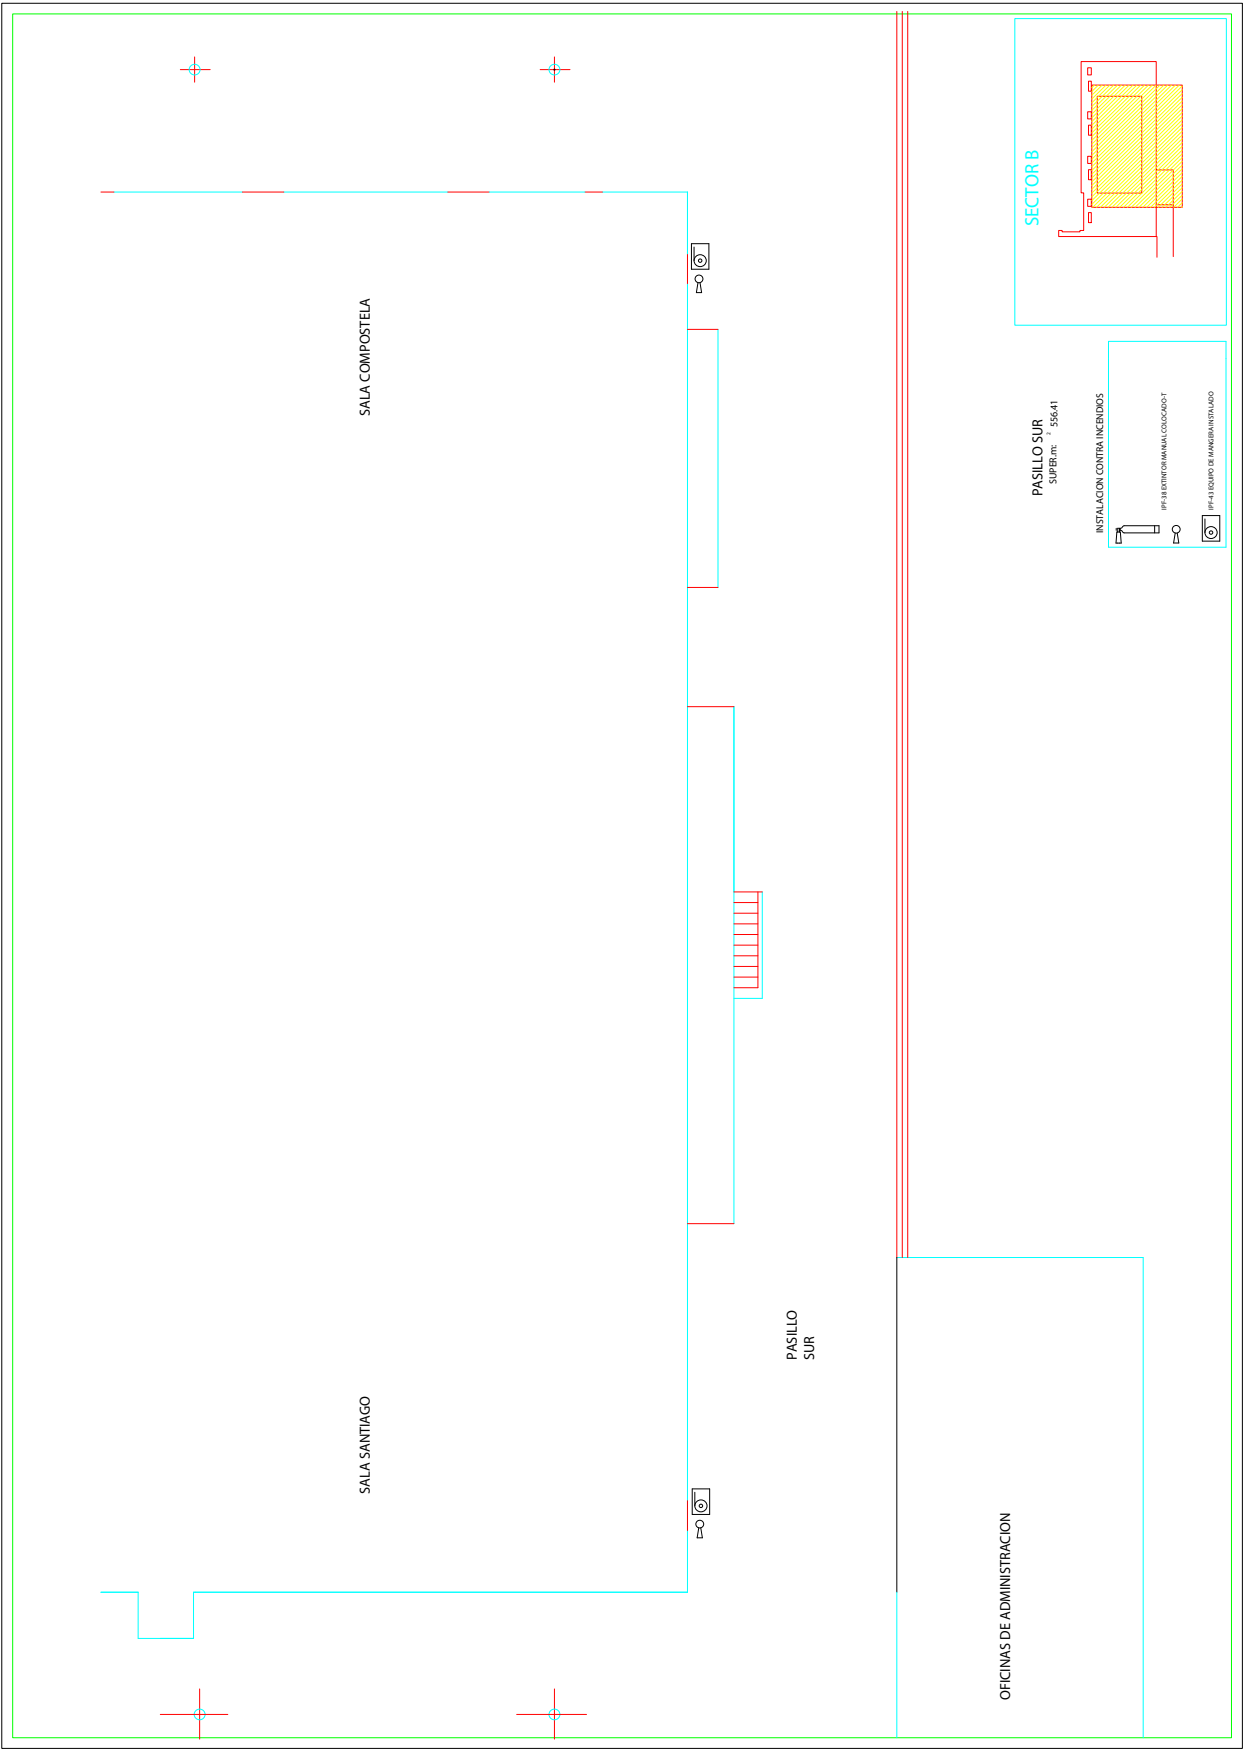 SALA SANTIAGO
SALA COMPOSTELA
PASILLO
SUR
OFICINAS DE ADMINISTRACION
SECTOR B
PASILLO SUR
SUPER.m: ² 556.41
INSTALACION CONTRA INCENDIOS
IPF-38 EXTINTOR MANUAL COLOCADO-T
IPF-43 EQUIPO DE MANGERA INSTALADO